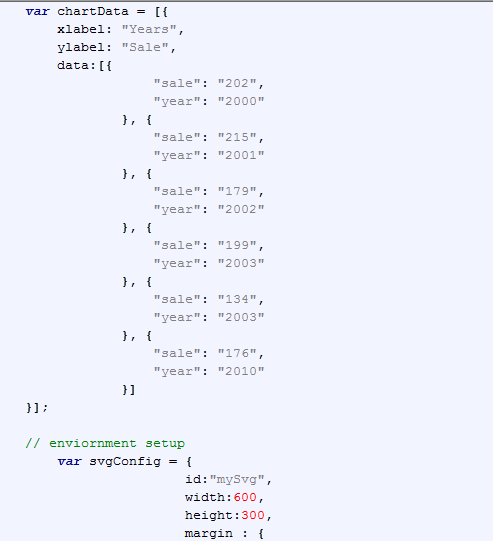 var chartData = [{
xlabel: "Years",
ylabel: "Sale",
data:[{
"sale": "202",
"year": "2000"
}, {
"sale": "215",
"year": "2001"
}, {
"sale": "179",
"year": "2002"
}, {
"sale": "199",
"year": "2003"
}, {
"sale": "134",
"year": "2003"
}, {
"sale": "176",
"year": "2010"
}]
}];
// enviornment setup
var svgConfig = {
id:"mySvg",
width:600,
height:300,
margin : {